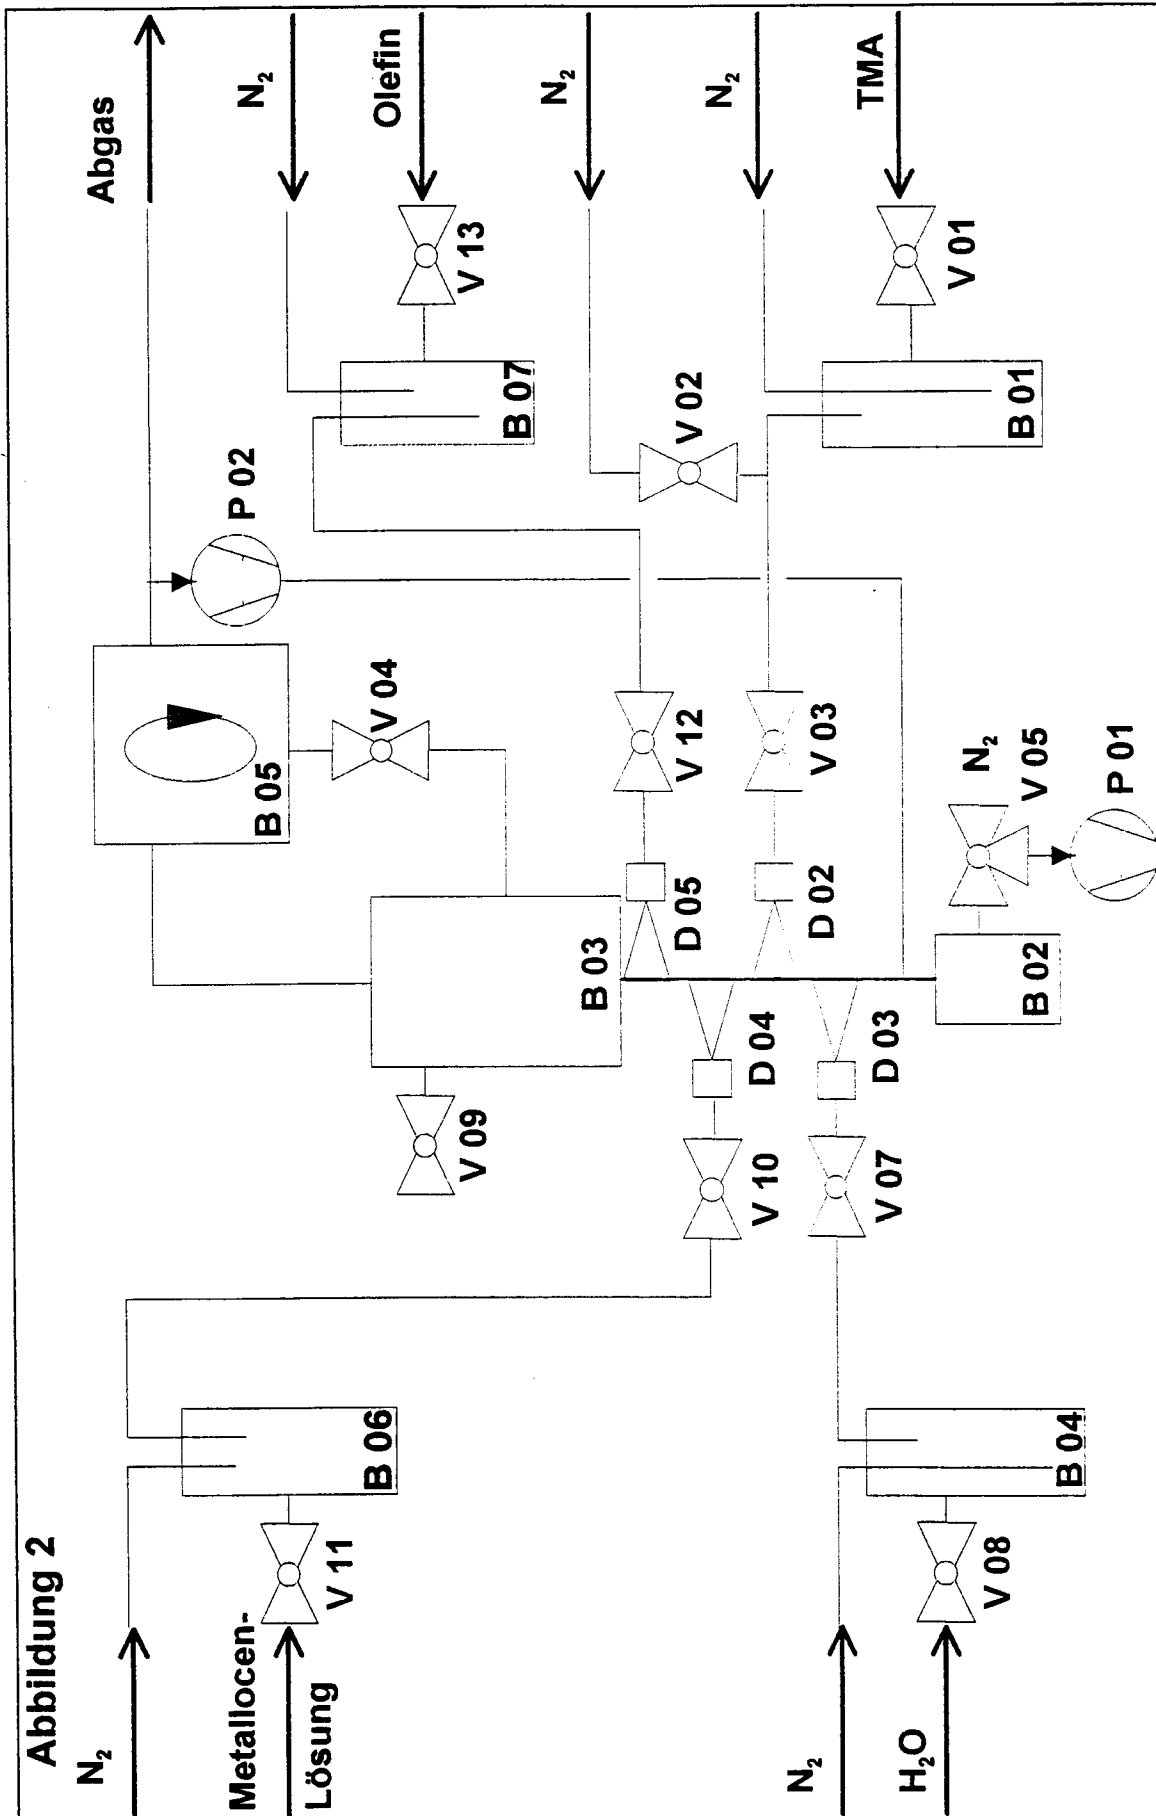 Abbildung 2
N₂
Metallocen-
Lösung
V 11
B 06
N₂
H₂O
V 08
B 04
V 09
V 10
V 07
D 04
D 03
B 03
B 02
D 05
D 02
B 05
V 04
V 12
V 03
N₂
V 05
P 01
P 02
V 02
B 07
B 01
V 13
V 01
Abgas
N₂
Olefin
N₂
N₂
TMA